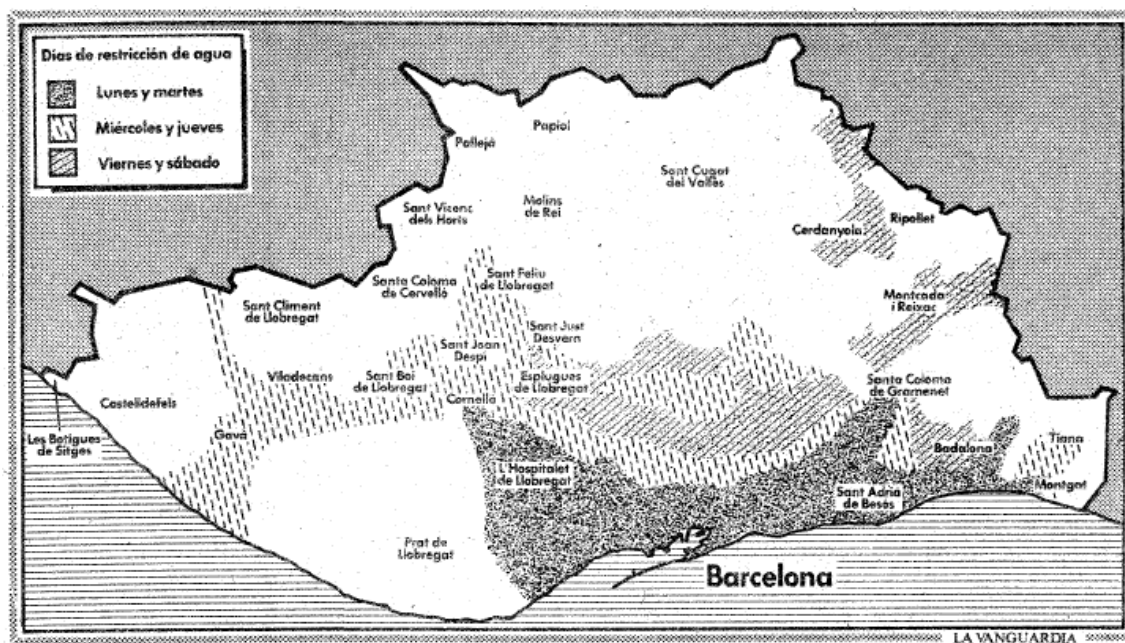 Días de restricción de agua
Lunes y martes
Miércoles y jueves
Viernes y sábado
Pallejà
Papiol
Sant Cugat
del Vallès
Sant Vicenç
dels Horts
Molins
de Rei
Cerdanyola
Ripollet
Santa Coloma
de Cervelló
Sant Feliu
de Llobregat
Montcada
i Reixac
Sant Climent
de Llobregat
Sant Joan
Despí
Sant Just
Desvern
Viladecans
Sant Boi
de Llobregat
Esplugues
de Llobregat
Cornellà
Santa Coloma
de Gramenet
Castelldefels
Les Botigues
de Sitges
Gavà
Badalona
Tiana
Montgat
L'Hospitalet
de Llobregat
Sant Adrià
de Besòs
Prat de
Llobregat
Barcelona
LA VANGUARDIA